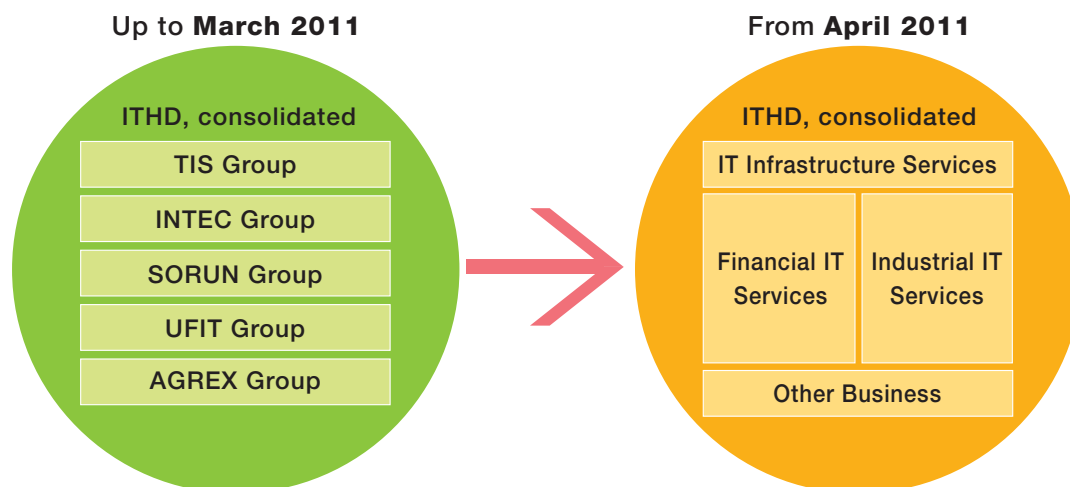 Up to March 2011
ITHD, consolidated
TIS Group
INTEC Group
SORUN Group
UFIT Group
AGREX Group
From April 2011
ITHD, consolidated
IT Infrastructure Services
Financial IT
Services
Industrial IT
Services
Other Business